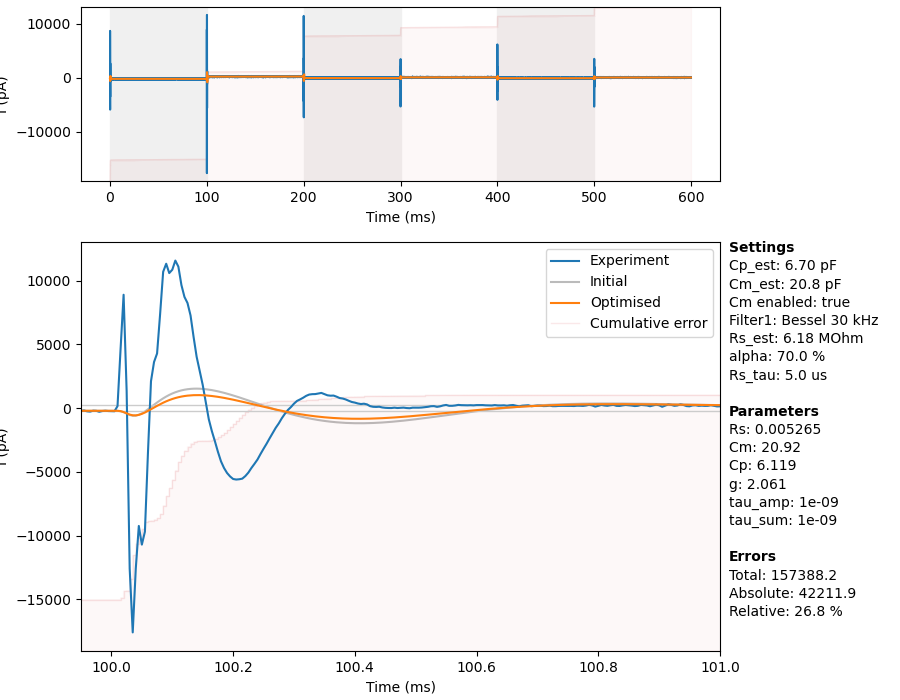 10000
0
−10000
0
100
200
300
400
500
600
Time (ms)
10000
5000
0
−5000
−10000
−15000
100.0
100.2
100.4
100.6
100.8
101.0
Time (ms)
Experiment
Initial
Optimised
Cumulative error
Settings
Cp_est: 6.70 pF
Cm_est: 20.8 pF
Cm enabled: true
Filter1: Bessel 30 kHz
Rs_est: 6.18 MOhm
alpha: 70.0 %
Rs_tau: 5.0 us
Parameters
Rs: 0.005265
Cm: 20.92
Cp: 6.119
g: 2.061
tau_amp: 1e-09
tau_sum: 1e-09
Errors
Total: 157388.2
Absolute: 42211.9
Relative: 26.8 %